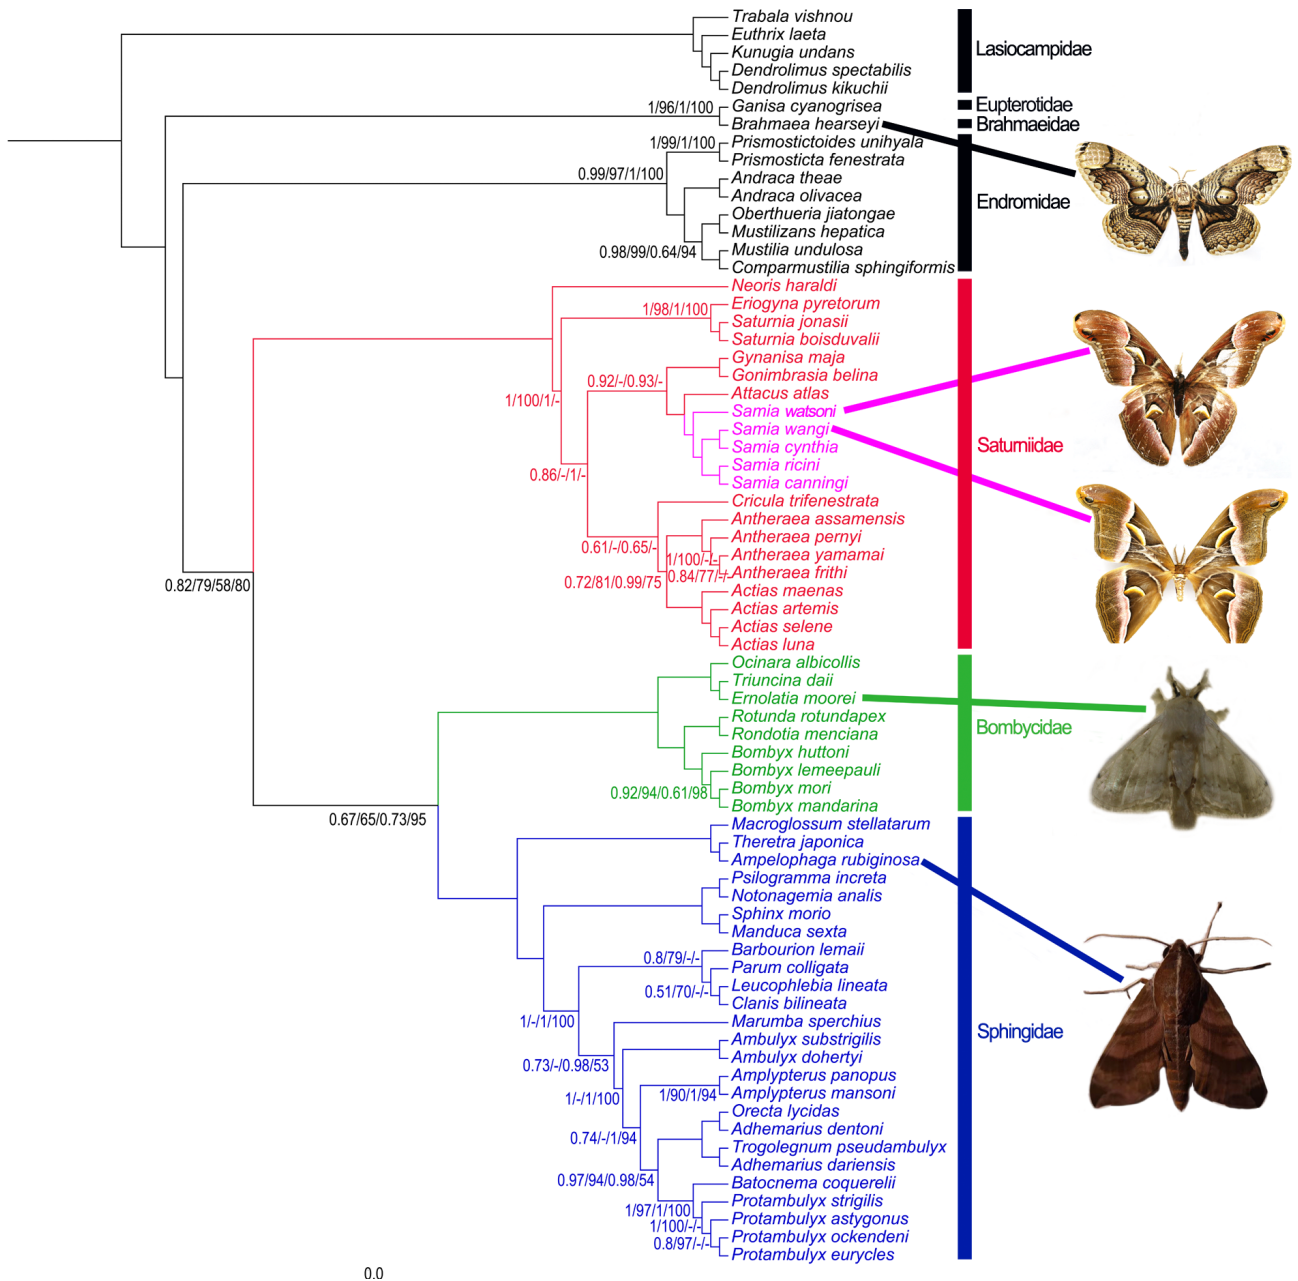 Trabala vishnou
Euthrix laeta
Kunugia undans
Lasiocampidae
Dendrolimus spectabilis
Dendrolimus kikuchii
1/96/1/100
Ganisa cyanogrisea
Eupterotidae
Brahmaea hearseyi
Brahmaeidae
1/99/1/100
Prismostictoides unihyala
Prismosticta fenestrata
0.99/97/1/100
Andraca theae
Andraca olivacea
Endromidae
Oberthueria jiatongae
Mustilizans hepatica
0.98/99/0.64/94
Mustilia undulosa
Comparmustilia sphingiformis
Neoris haraldi
1/98/1/100
Eriogyna pyretorum
Saturnia jonasii
Saturnia boisduvalii
Gynanisa maja
0.92/-/0.93/-
Gonimbrasia belina
1/100/1/-
Attacus atlas
Samia watsoni
Samia wangi
Samia cynthia
Saturniidae
Samia ricini
0.86/-/1/-
Samia canningi
Cricula trifenestrata
Antheraea assamensis
Antheraea pernyi
0.61/-/0.65/-
1/100/-/-
Antheraea yamamai
0.72/81/0.99/75
0.84/77/-/-
Antheraea frithi
0.82/79/58/80
Actias maenas
Actias artemis
Actias selene
Actias luna
Ocinara albicollis
Triuncina daii
Ernolatia moorei
Rotunda rotundapex
Bombycidae
Rondotia menciana
Bombyx huttoni
Bombyx lemeepauli
0.92/94/0.61/98
Bombyx mori
Bombyx mandarina
0.67/65/0.73/95
Macroglossum stellatarum
Theretra japonica
Ampelophaga rubiginosa
Psilogramma increta
Notonagemia analis
Sphinx morio
Manduca sexta
Barbourion lemaii
0.8/79/-/-
Parum colligata
0.51/70/-/-
Leucophlebia lineata
Clanis bilineata
1/-/1/100
Marumba sperchius
Sphingidae
Ambulyx substrigilis
Ambulyx dohertyi
0.73/-/0.98/53
Amplypterus panopus
1/-/1/100
1/90/1/94
Amplypterus mansoni
Orecta lycidas
Adhemarius dentoni
0.74/-/1/94
Trogolegnum pseudambulyx
Adhemarius dariensis
0.97/94/0.98/54
Batocnema coquerelii
Protambulyx strigilis
1/97/1/100
Protambulyx astygonus
1/100/-/-
Protambulyx ockendeni
0.8/97/-/-
Protambulyx eurycles
0.0